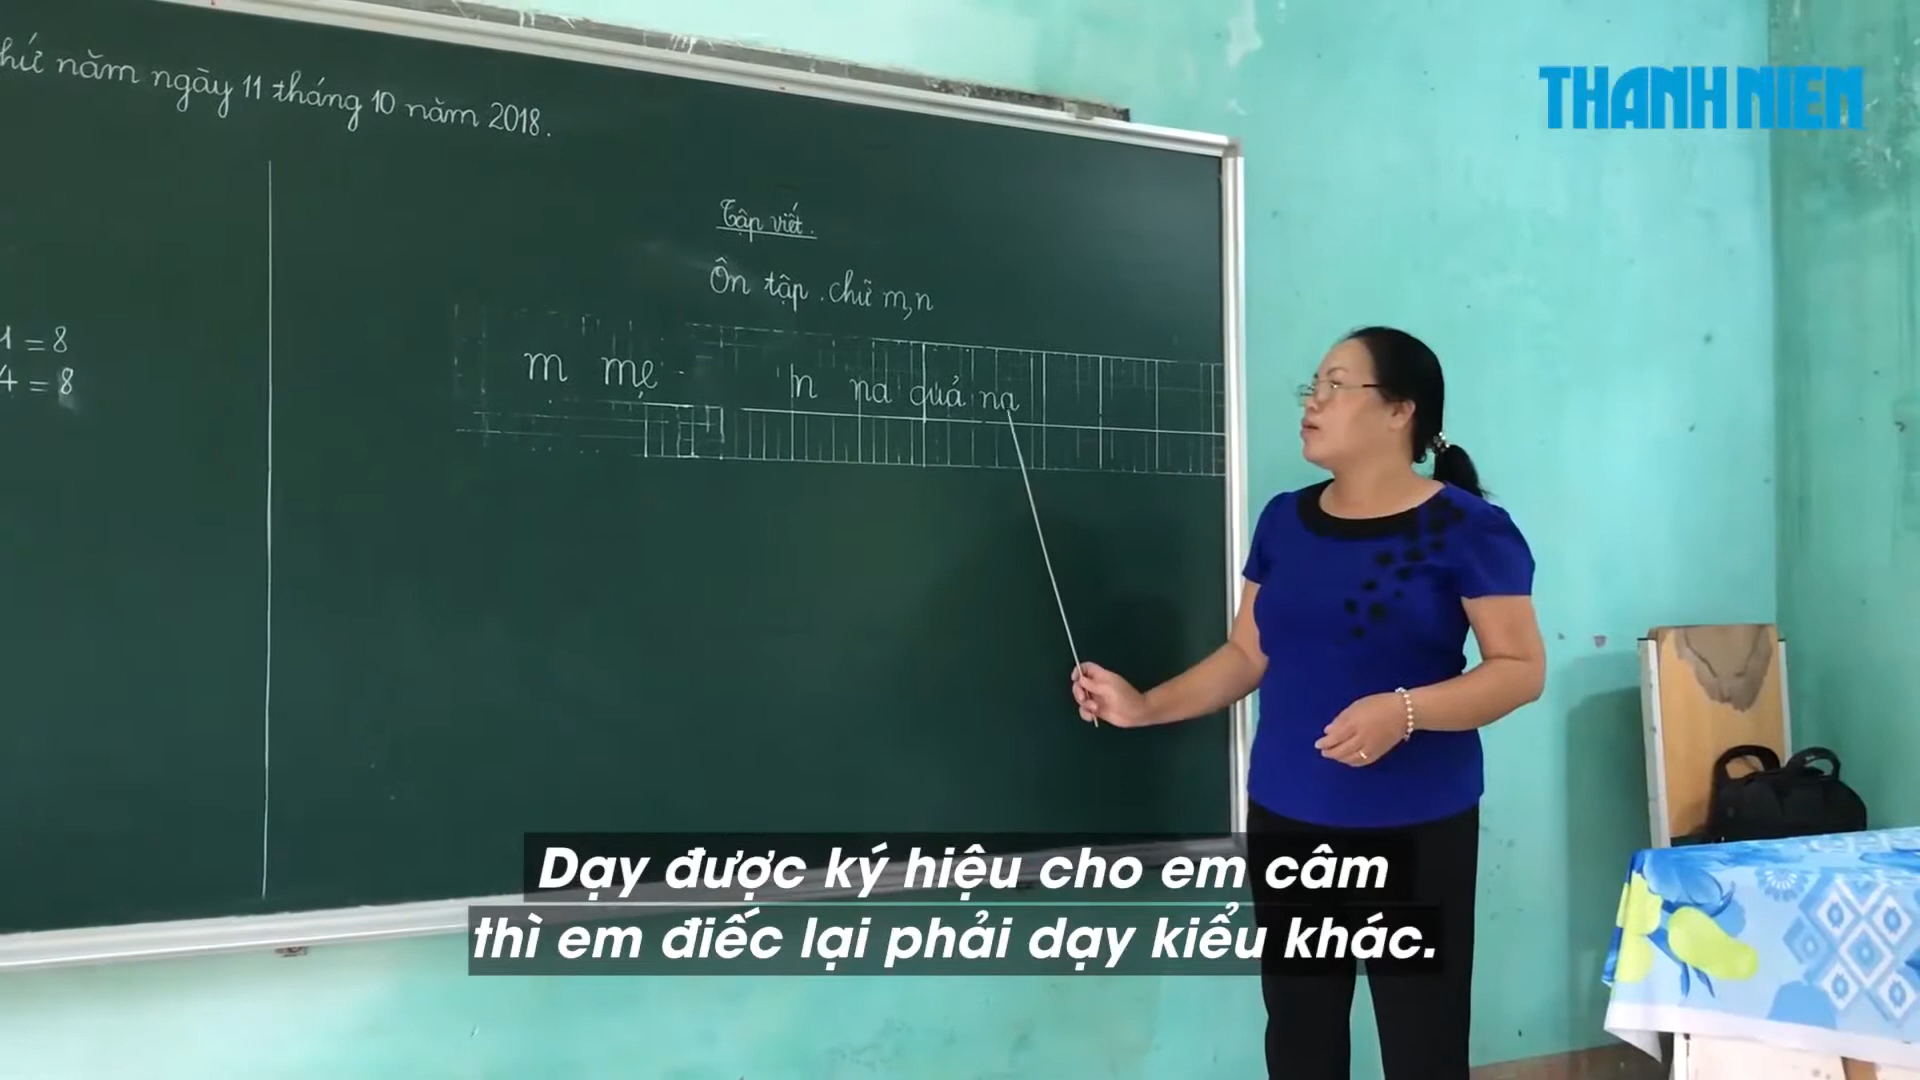 THANH NIEN
hứ năm ngày 11 tháng 10 năm 2018.
Tập viết.
Ôn tập chữ m, n
1 = 8
4 = 8
m mẹ n na quả na
Dạy được ký hiệu cho em câm
thì em điếc lại phải dạy kiểu khác.